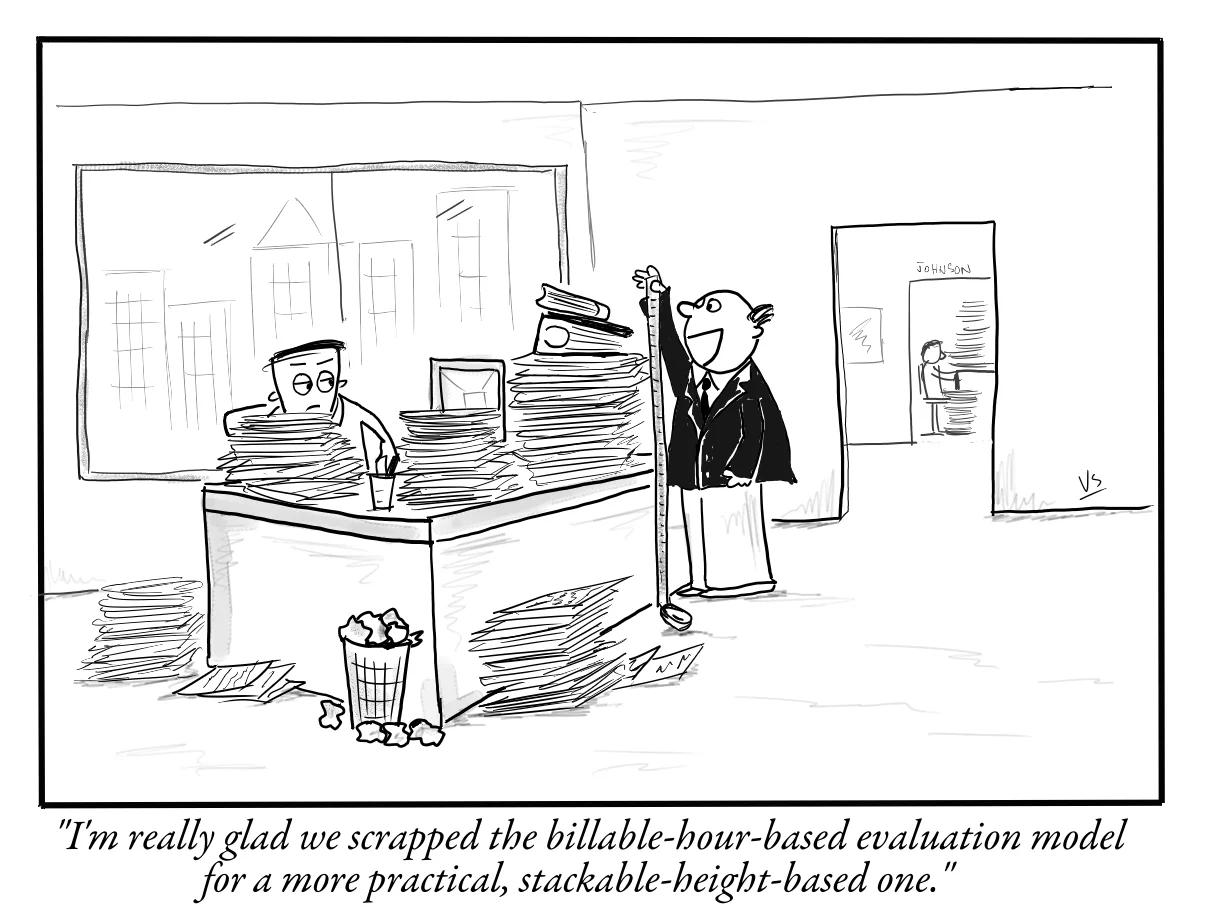 JOHNSON
VS
"I'm really glad we scrapped the billable-hour-based evaluation model
for a more practical, stackable-height-based one."